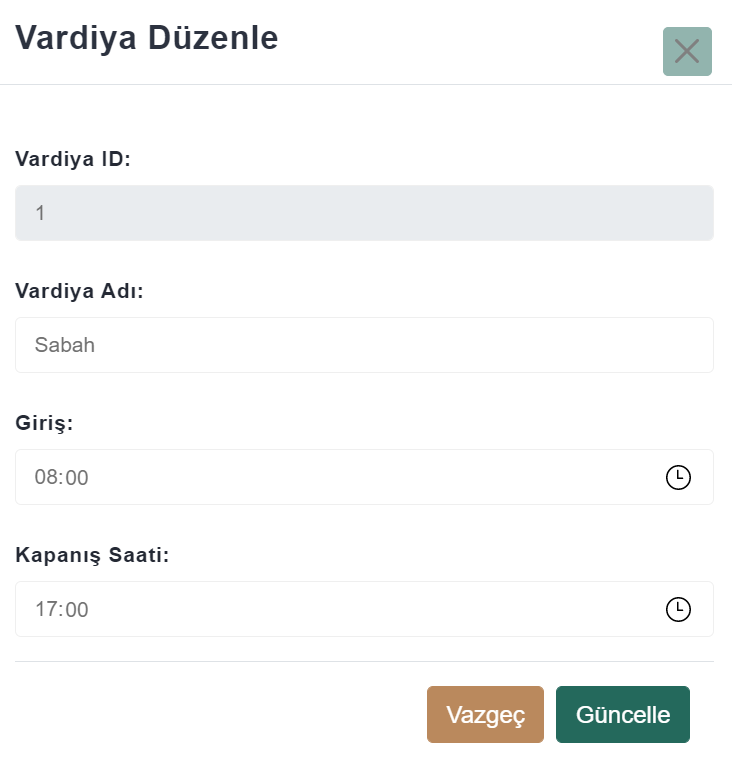 Vardiya Düzenle
Vardiya ID:
1
Vardiya Adı:
Sabah
Giriş:
08:00
Kapanış Saati:
17:00
Vazgeç Güncelle